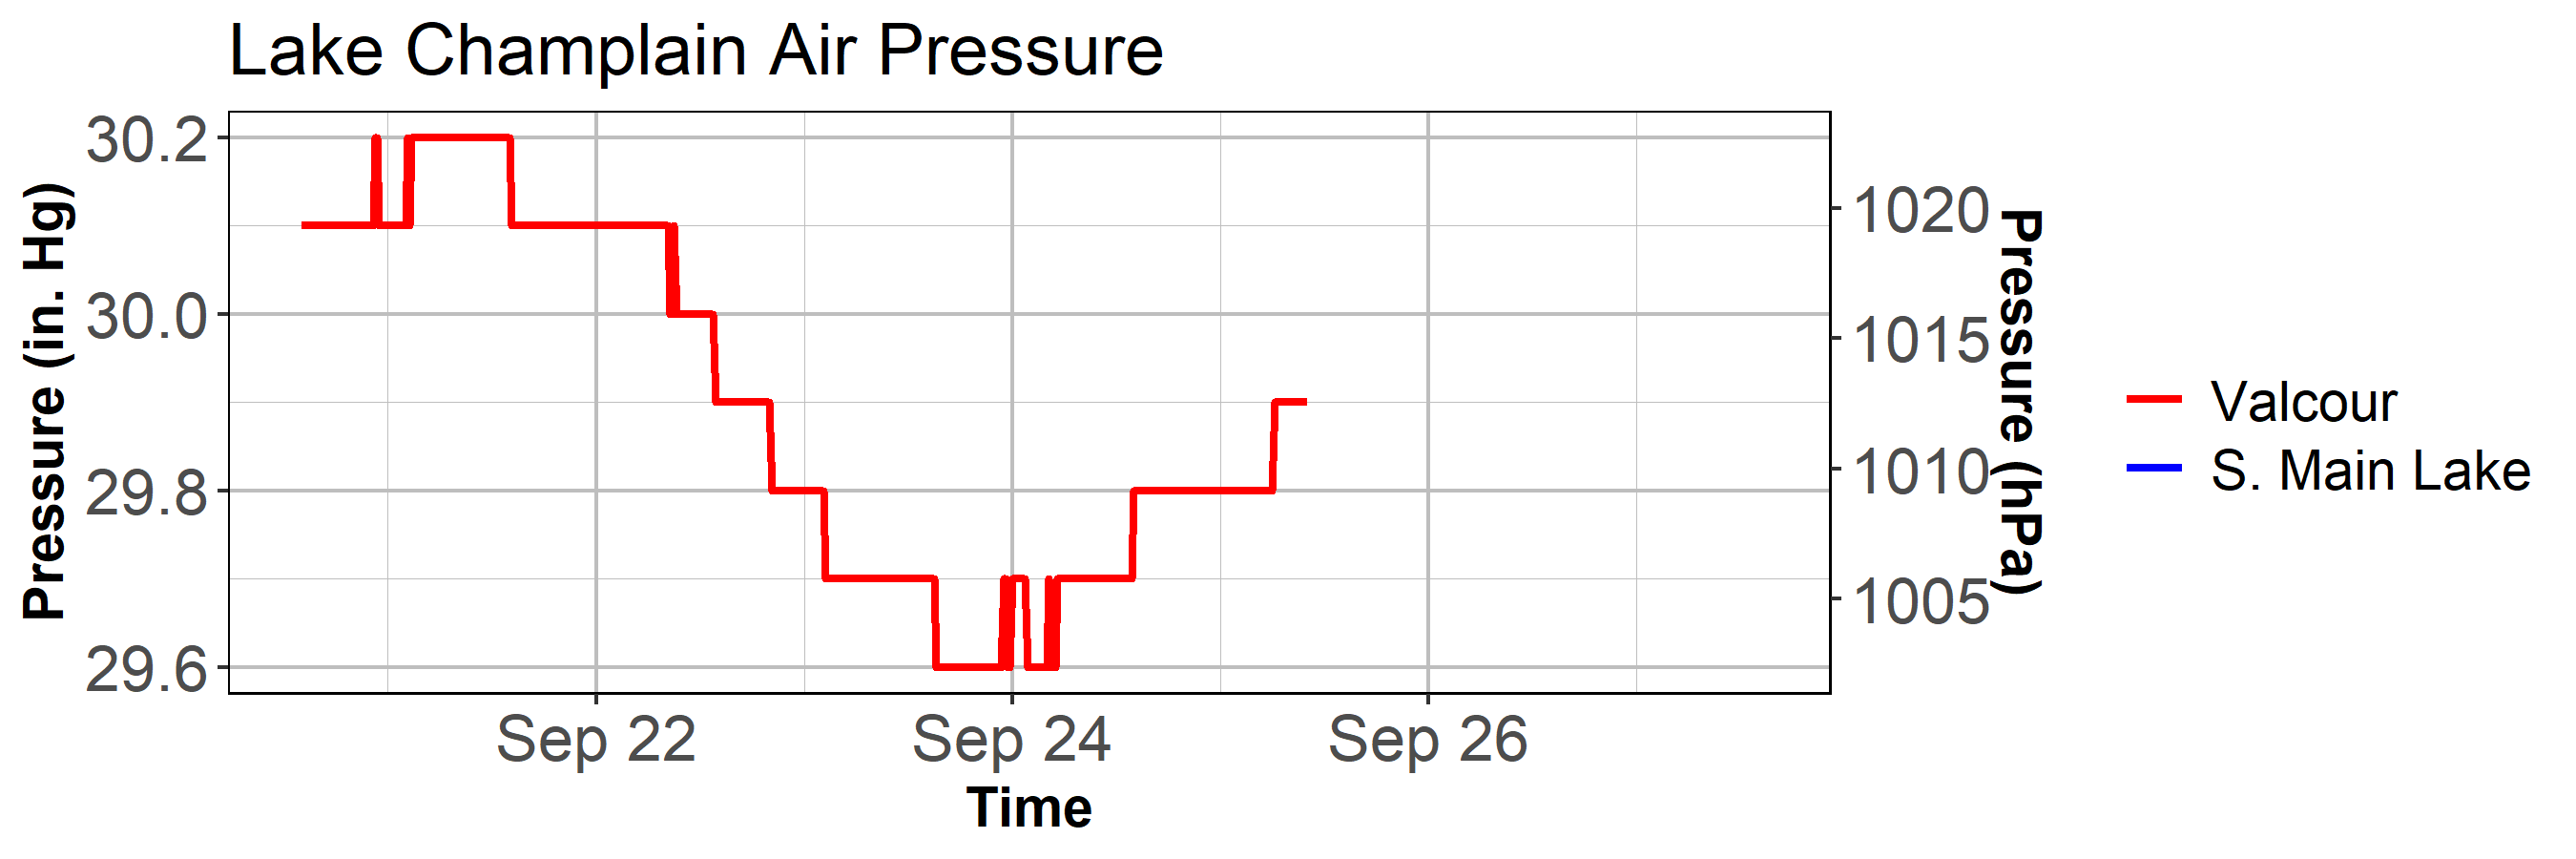 Lake Champlain Air Pressure
Pressure (in. Hg)
30.2
30.0
29.8
29.6
Sep 22
Sep 24
Sep 26
Time
1020
1015
1010
1005
Pressure (hPa)
Valcour
S. Main Lake